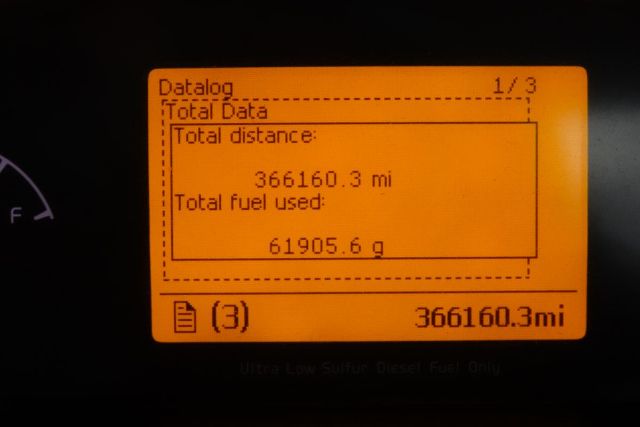 Datalog 1/3
Total Data
Total distance:
366160.3 mi
Total fuel used:
61905.6 g
F
(3) 366160.3mi
Ultra Low Sulfur Diesel Fuel Only